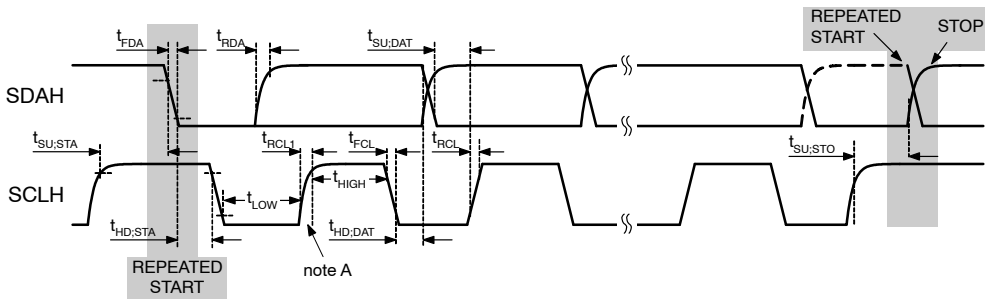 REPEATED
START
STOP
tFDA
tRDA
tSU;DAT
SDAH
tSU;STA
tRCL1
tFCL
tRCL
tSU;STO
SCLH
tLOW
tHIGH
tHD;STA
tHD;DAT
REPEATED
START
note A